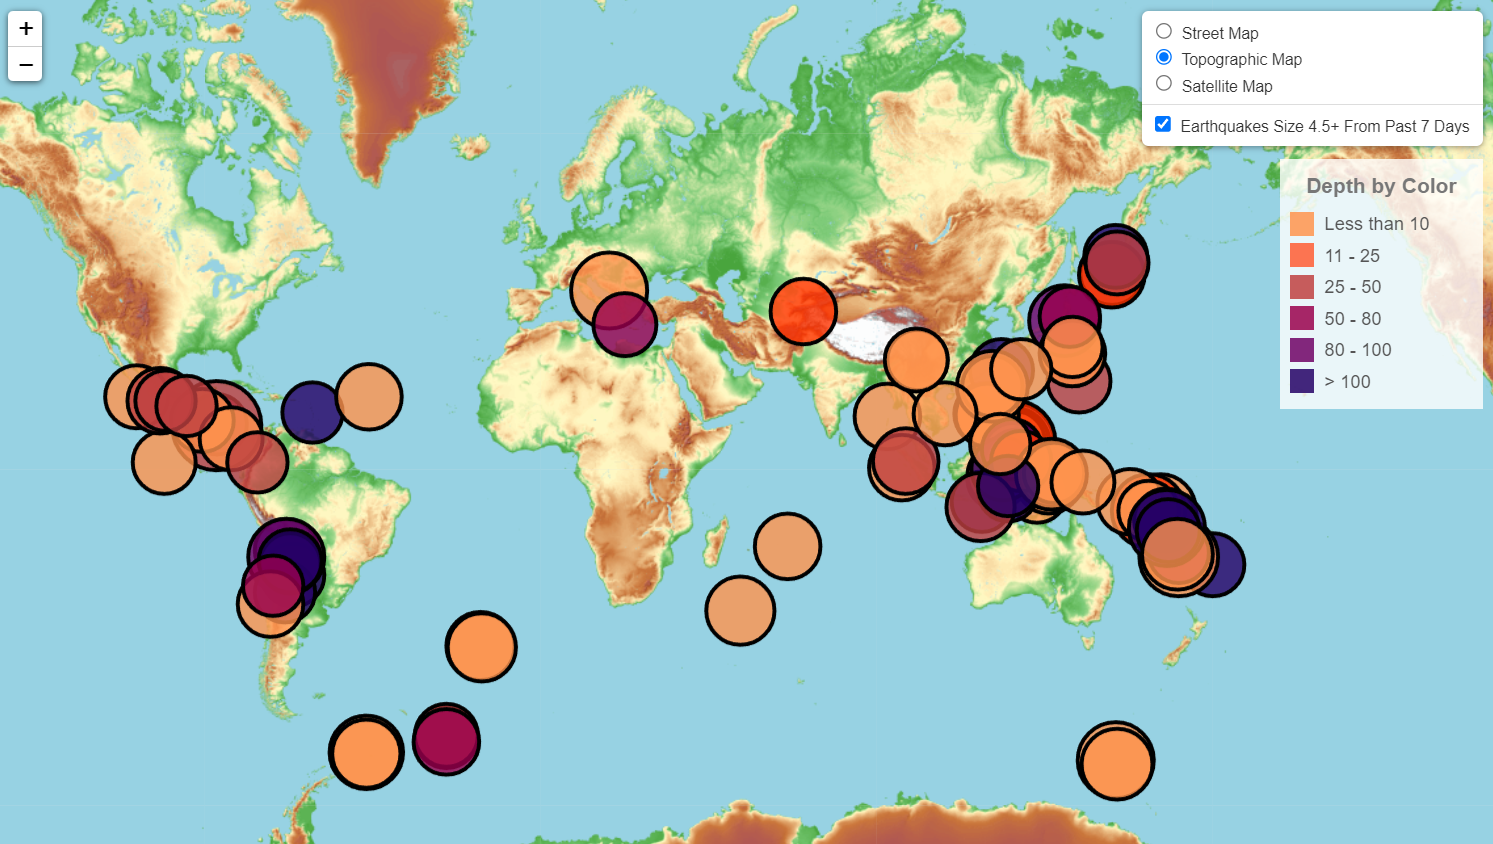 +
−
Street Map
Topographic Map
Satellite Map
Earthquakes Size 4.5+ From Past 7 Days
Depth by Color
Less than 10
11 - 25
25 - 50
50 - 80
80 - 100
> 100